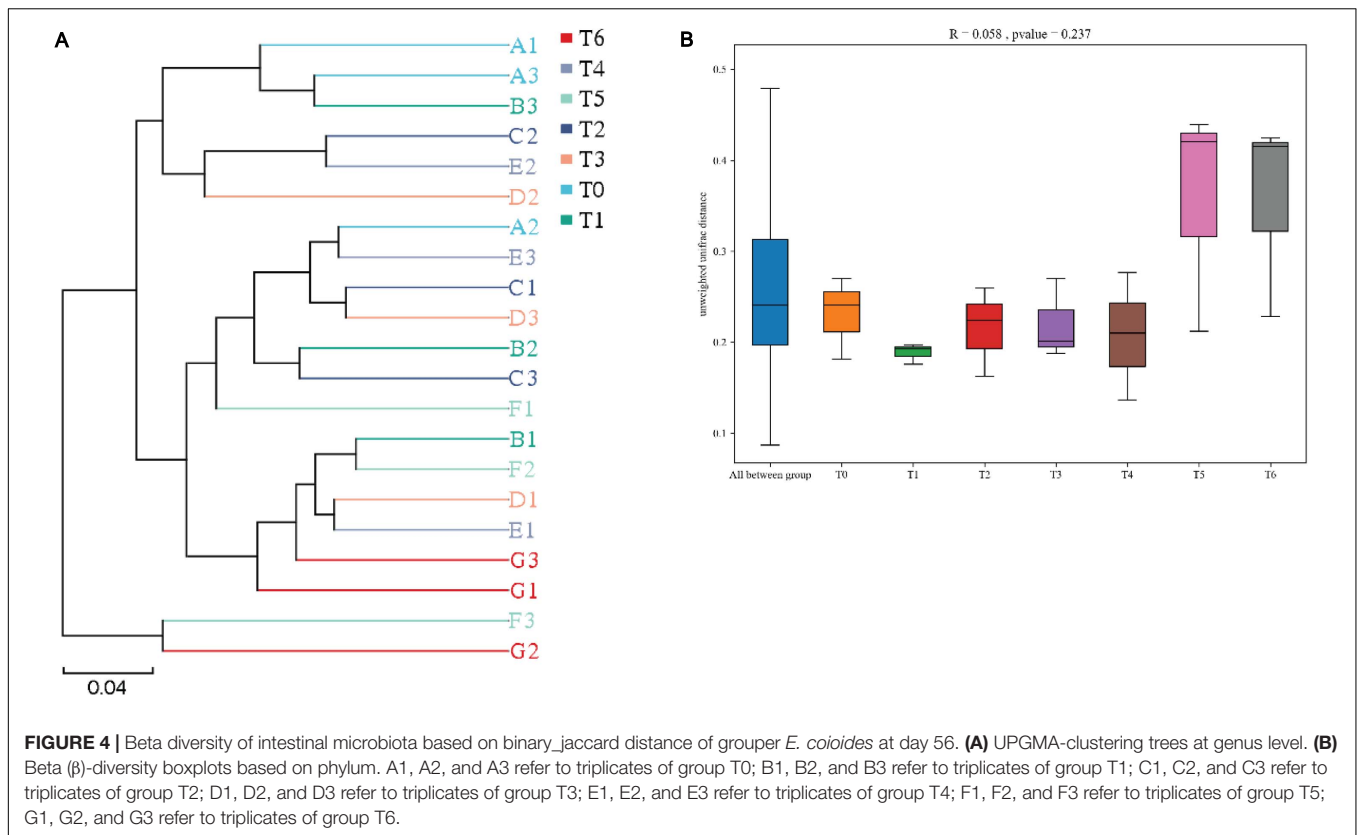 A
A1
A3
B3
C2
E2
D2
A2
E3
C1
D3
B2
C3
F1
B1
F2
D1
E1
G3
G1
F3
G2
0.04
T6
T4
T5
T2
T3
T0
T1
B
R = 0.058 , pvalue = 0.237
unweighted unifrac distance
0.5
0.4
0.3
0.2
0.1
All between group T0 T1 T2 T3 T4 T5 T6
FIGURE 4 | Beta diversity of intestinal microbiota based on binary_jaccard distance of grouper E. coioides at day 56. (A) UPGMA-clustering trees at genus level. (B)
Beta (β)-diversity boxplots based on phylum. A1, A2, and A3 refer to triplicates of group T0; B1, B2, and B3 refer to triplicates of group T1; C1, C2, and C3 refer to
triplicates of group T2; D1, D2, and D3 refer to triplicates of group T3; E1, E2, and E3 refer to triplicates of group T4; F1, F2, and F3 refer to triplicates of group T5;
G1, G2, and G3 refer to triplicates of group T6.